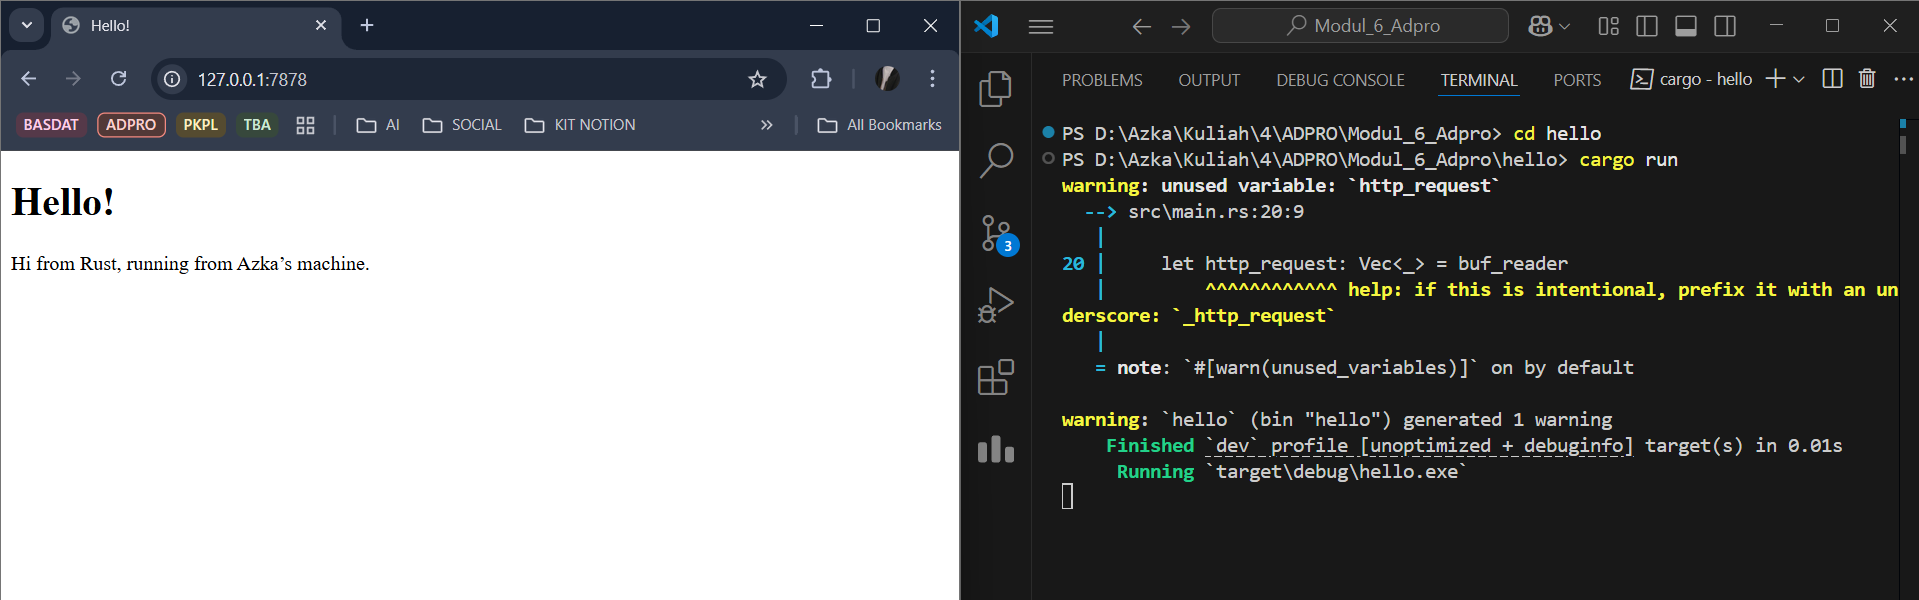 Hello!
127.0.0.1:7878
BASDAT ADPRO PKPL TBA AI SOCIAL KIT NOTION » All Bookmarks
Hello!
Hi from Rust, running from Azka’s machine.
Modul_6_Adpro
PROBLEMS OUTPUT DEBUG CONSOLE TERMINAL PORTS cargo - hello
3
PS D:\Azka\Kuliah\4\ADPRO\Modul_6_Adpro> cd hello
PS D:\Azka\Kuliah\4\ADPRO\Modul_6_Adpro\hello> cargo run
warning: unused variable: `http_request`
--> src\main.rs:20:9
|
20 | let http_request: Vec<_> = buf_reader
| ^^^^^^^^^^^^ help: if this is intentional, prefix it with an un
derscore: `_http_request`
|
= note: `#[warn(unused_variables)]` on by default
warning: `hello` (bin "hello") generated 1 warning
Finished `dev` profile [unoptimized + debuginfo] target(s) in 0.01s
Running `target\debug\hello.exe`